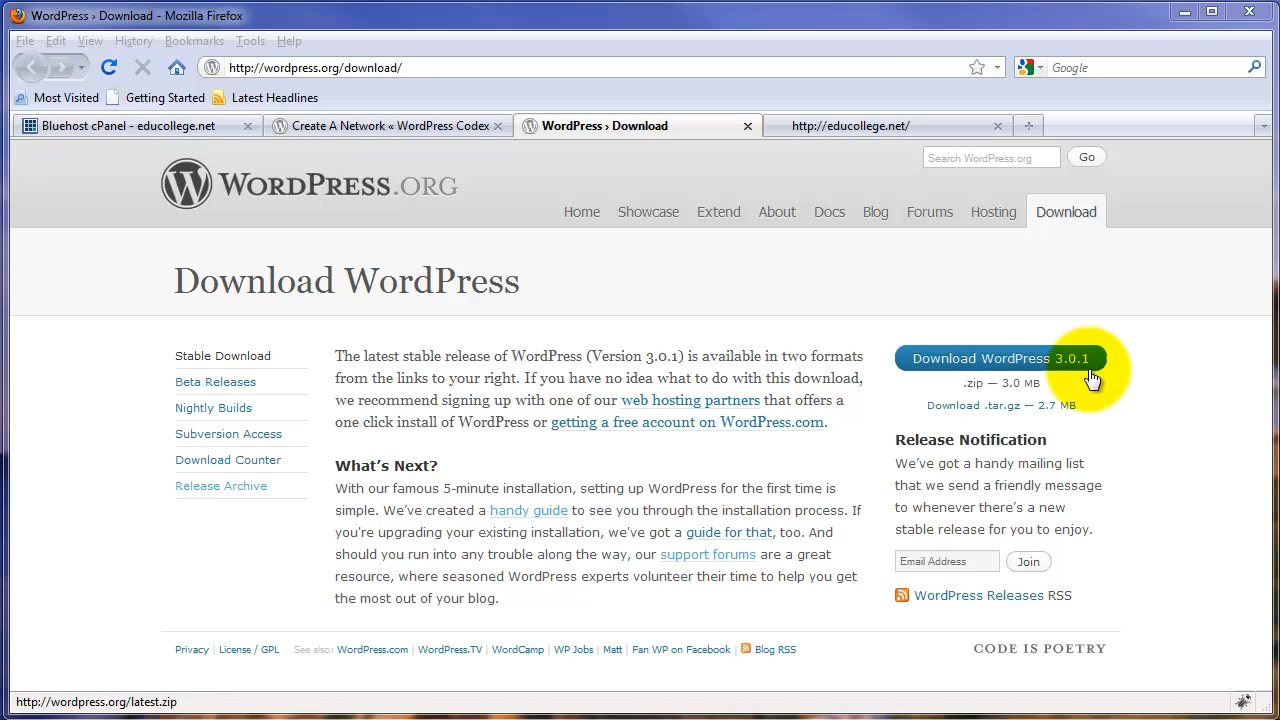 WordPress › Download - Mozilla Firefox
File Edit View History Bookmarks Tools Help
http://wordpress.org/download/
Google
Most Visited Getting Started Latest Headlines
Bluehost cPanel - educollege.net
Create A Network « WordPress Codex
WordPress › Download
http://educollege.net/
WORDPRESS.ORG
Search WordPress.org
Go
Home Showcase Extend About Docs Blog Forums Hosting Download
Download WordPress
Stable Download
Beta Releases
Nightly Builds
Subversion Access
Download Counter
Release Archive
The latest stable release of WordPress (Version 3.0.1) is available in two formats
from the links to your right. If you have no idea what to do with this download,
we recommend signing up with one of our web hosting partners that offers a
one click install of WordPress or getting a free account on WordPress.com.
What's Next?
With our famous 5-minute installation, setting up WordPress for the first time is
simple. We've created a handy guide to see you through the installation process. If
you're upgrading your existing installation, we've got a guide for that, too. And
should you run into any trouble along the way, our support forums are a great
resource, where seasoned WordPress experts volunteer their time to help you get
the most out of your blog.
Download WordPress 3.0.1
.zip — 3.0 MB
Download .tar.gz — 2.7 MB
Release Notification
We've got a handy mailing list
that we send a friendly message
to whenever there's a new
stable release for you to enjoy.
Email Address
Join
WordPress Releases RSS
Privacy | License / GPL See also: WordPress.com | WordPress.TV | WordCamp | WP Jobs | Matt | Fan WP on Facebook | Blog RSS
CODE IS POETRY
http://wordpress.org/latest.zip